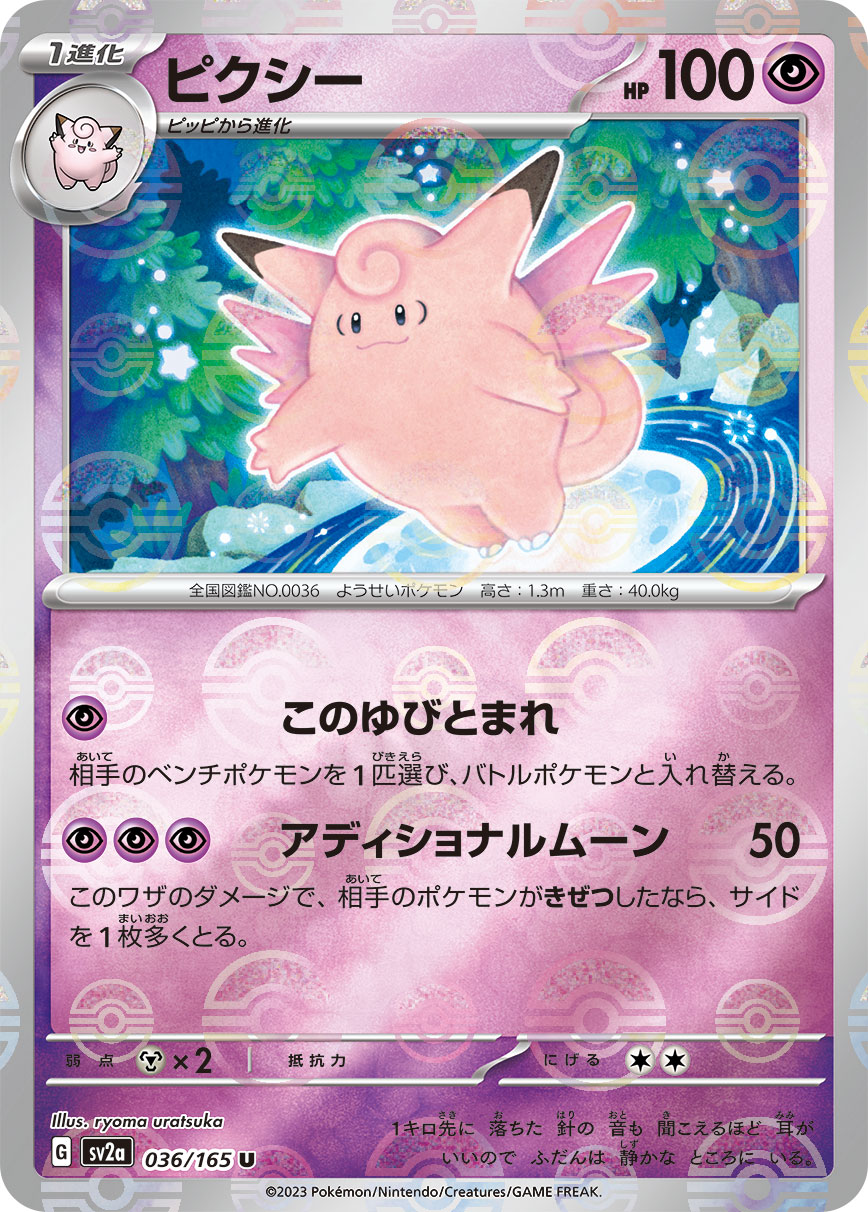 1進化
ピクシー
HP 100
ピッピから進化
全国図鑑NO.0036 ようせいポケモン 高さ:1.3m 重さ:40.0kg
このゆびとまれ
相手のベンチポケモンを1匹選び、バトルポケモンと入れ替える。
アディショナルムーン 50
このワザのダメージで、相手のポケモンがきぜつしたなら、サイド
を1枚多くとる。
弱点 ×2 抵抗力 にげる
Illus. ryoma uratsuka
G sv2a 036/165 U
1キロ先に 落ちた 針の 音も 聞こえるほど 耳が
いいので ふだんは 静かな ところに いる。
©2023 Pokémon/Nintendo/Creatures/GAME FREAK.